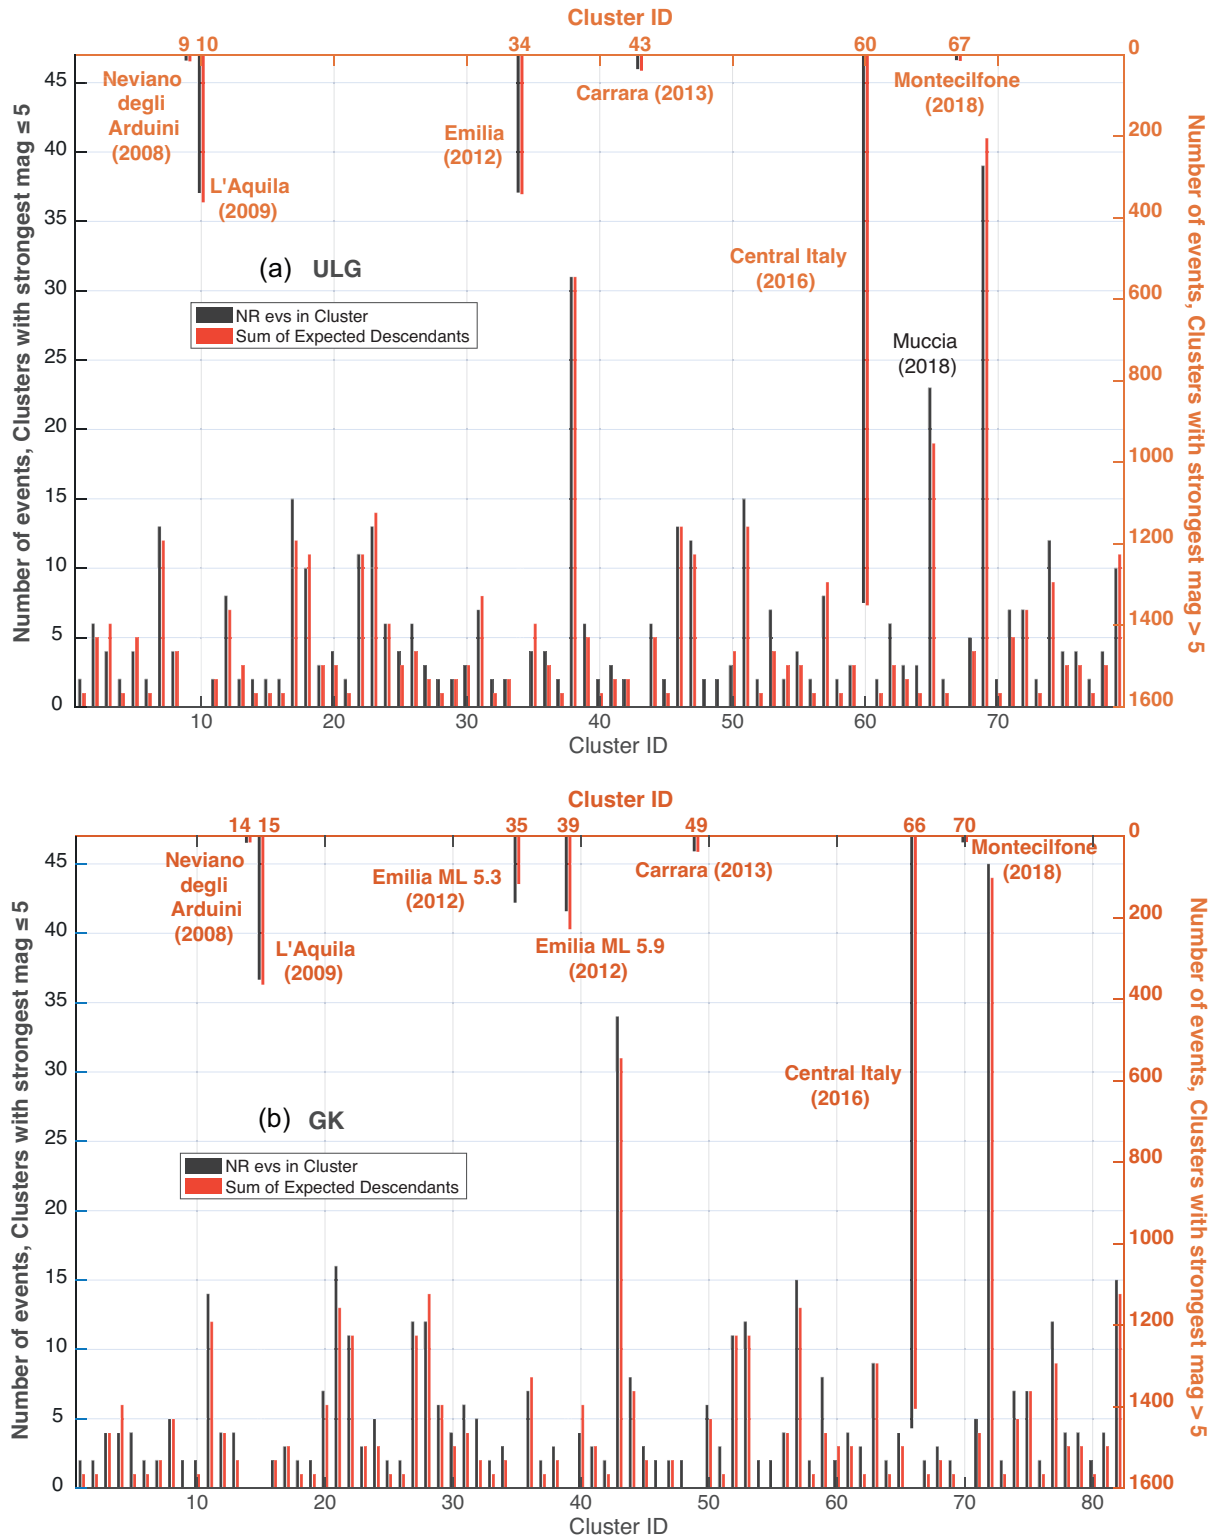 Cluster ID
9 10 34 43 60 67
Neviano
degli
Arduini
(2008)
L'Aquila
(2009)
Emilia
(2012)
Carrara (2013)
Central Italy
(2016)
Montecilfone
(2018)
Muccia
(2018)
(a) ULG
NR evs in Cluster
Sum of Expected Descendants
Number of events, Clusters with strongest mag ≤ 5
45
40
35
30
25
20
15
10
5
0
Number of events, Clusters with strongest mag > 5
0
200
400
600
800
1000
1200
1400
1600
10 20 30 40 50 60 70
Cluster ID
Cluster ID
14 15 35 39 49 66 70
Neviano
degli
Arduini
(2008)
L'Aquila
(2009)
Emilia ML 5.3
(2012)
Emilia ML 5.9
(2012)
Carrara (2013)
Central Italy
(2016)
Montecilfone
(2018)
(b) GK
NR evs in Cluster
Sum of Expected Descendants
Number of events, Clusters with strongest mag ≤ 5
45
40
35
30
25
20
15
10
5
0
Number of events, Clusters with strongest mag > 5
0
200
400
600
800
1000
1200
1400
1600
10 20 30 40 50 60 70 80
Cluster ID